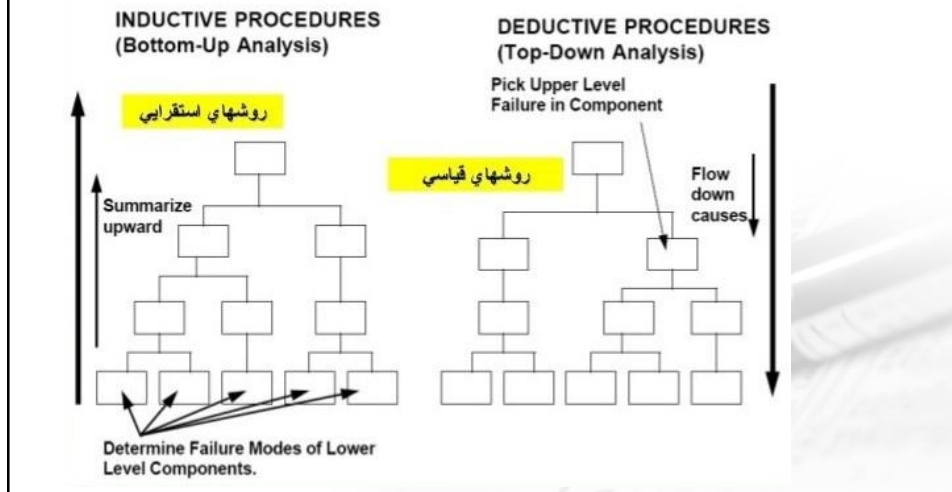 INDUCTIVE PROCEDURES
(Bottom-Up Analysis)
روشهاي استقرايي
Summarize
upward
Determine Failure Modes of Lower
Level Components.
DEDUCTIVE PROCEDURES
(Top-Down Analysis)
Pick Upper Level
Failure in Component
روشهاي قياسي
Flow
down
causes